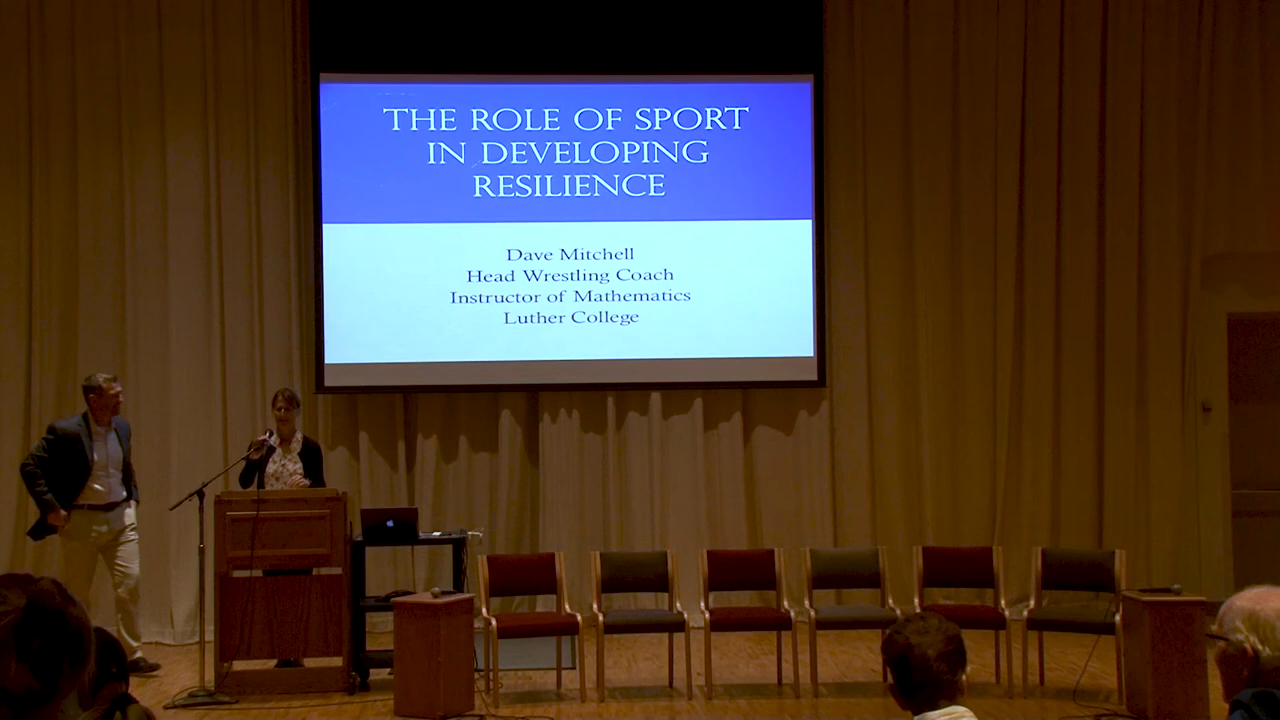 THE ROLE OF SPORT
IN DEVELOPING
RESILIENCE
Dave Mitchell
Head Wrestling Coach
Instructor of Mathematics
Luther College